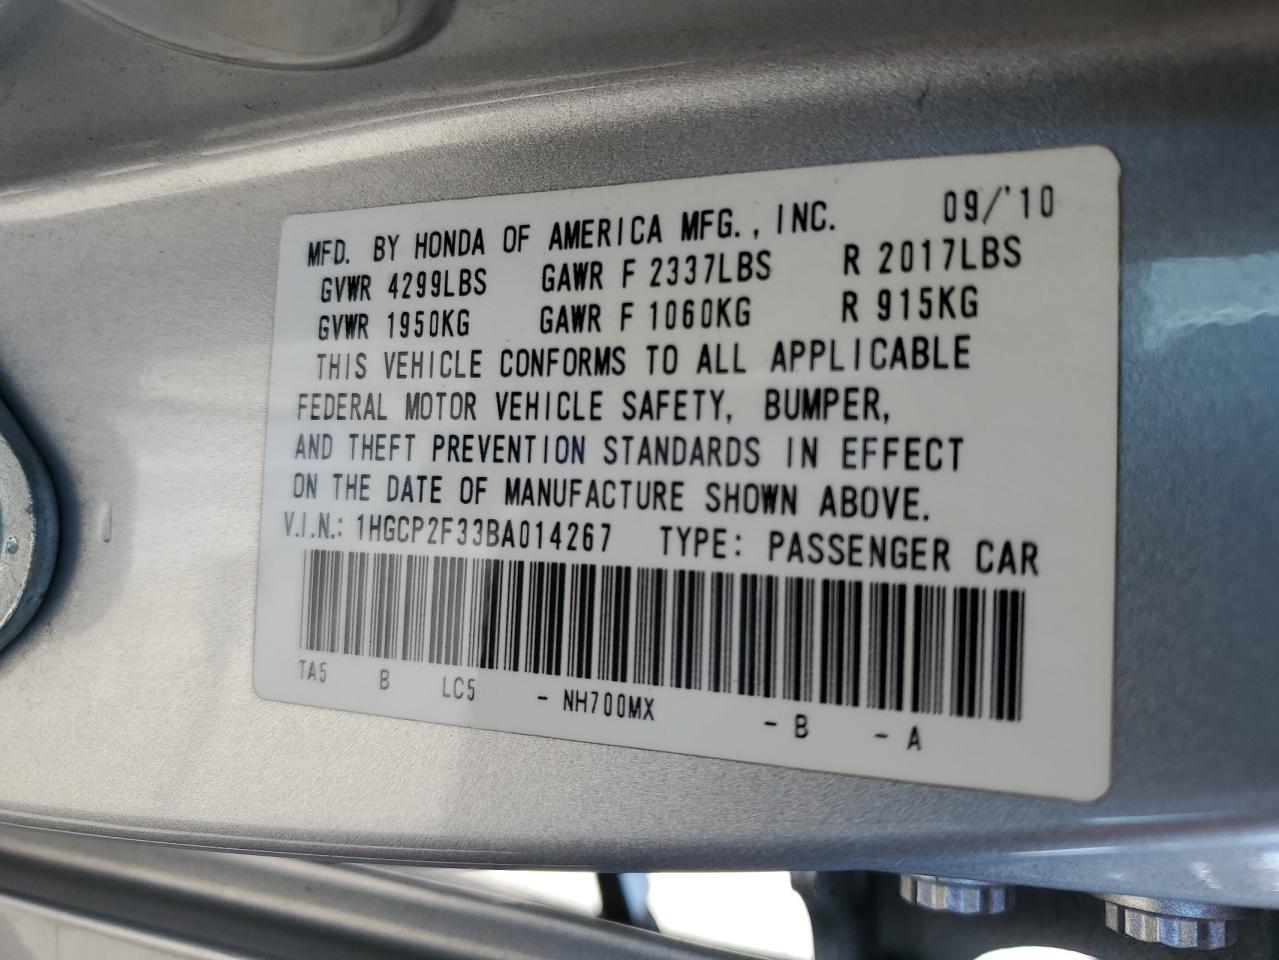 MFD. BY HONDA OF AMERICA MFG., INC. 09/'10
GVWR 4299LBS GAWR F 2337LBS R 2017LBS
GVWR 1950KG GAWR F 1060KG R 915KG
THIS VEHICLE CONFORMS TO ALL APPLICABLE
FEDERAL MOTOR VEHICLE SAFETY, BUMPER,
AND THEFT PREVENTION STANDARDS IN EFFECT
ON THE DATE OF MANUFACTURE SHOWN ABOVE.
V.I.N.: 1HGCP2F33BA014267 TYPE: PASSENGER CAR
TA5 B LC5 - NH700MX - B - A